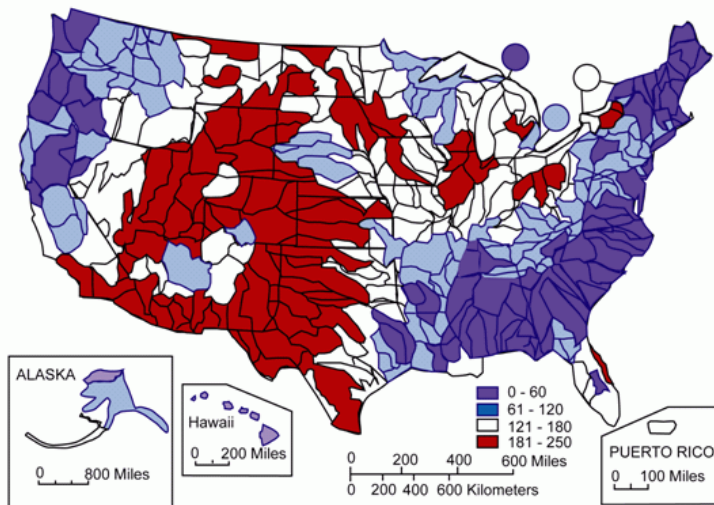 ALASKA
0 800 Miles
Hawaii
0 200 Miles
0 - 60
61 - 120
121 - 180
181 - 250
0 200 400 600 Miles
0 200 400 600 Kilometers
PUERTO RICO
0 100 Miles